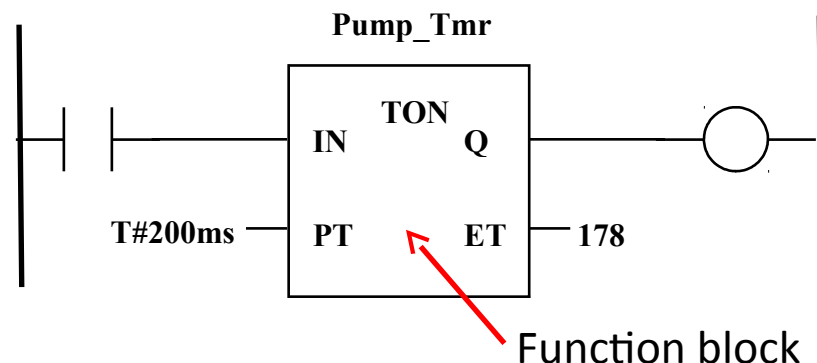 Pump_Tmr
TON
IN Q
T#200ms PT ET 178
Function block